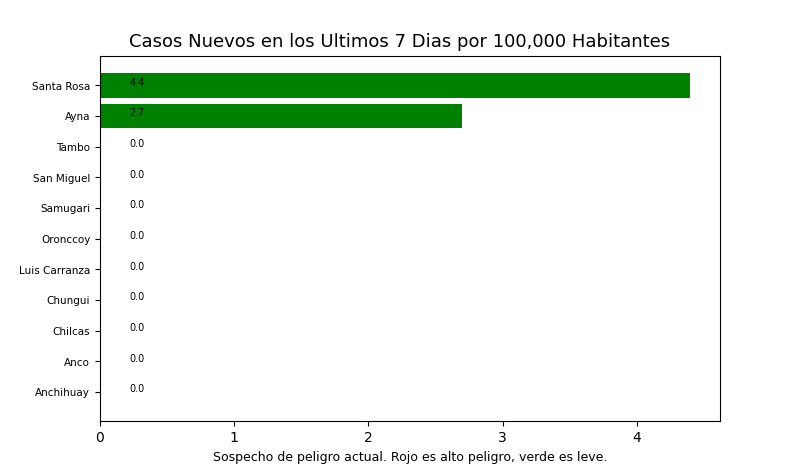 Casos Nuevos en los Ultimos 7 Dias por 100,000 Habitantes
Santa Rosa 4.4
Ayna 2.7
Tambo 0.0
San Miguel 0.0
Samugari 0.0
Oronccoy 0.0
Luis Carranza 0.0
Chungui 0.0
Chilcas 0.0
Anco 0.0
Anchihuay 0.0
0 1 2 3 4
Sospecho de peligro actual. Rojo es alto peligro, verde es leve.